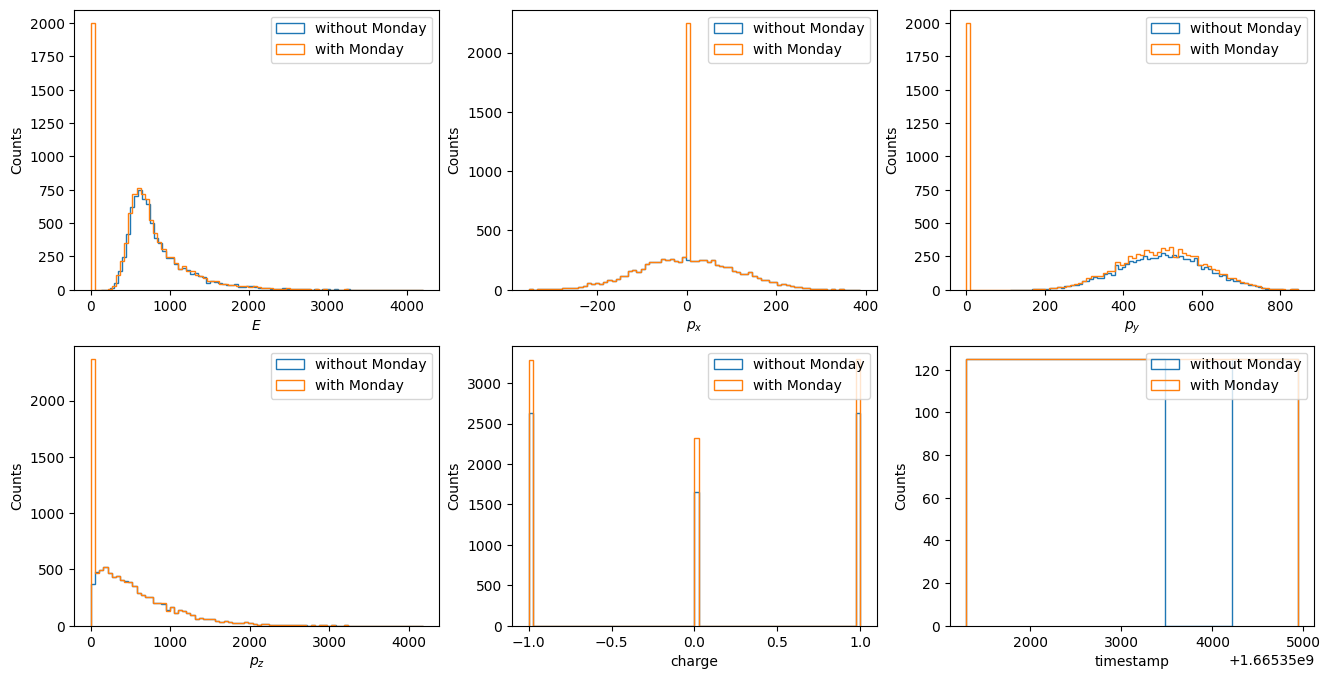 2000
1750
1500
1250
1000
750
500
250
0
Counts
0 1000 2000 3000 4000
E
without Monday
with Monday
2000
1500
1000
500
0
Counts
−200 0 200 400
p_x
without Monday
with Monday
2000
1750
1500
1250
1000
750
500
250
0
Counts
0 200 400 600 800
p_y
without Monday
with Monday
2000
1500
1000
500
0
Counts
0 1000 2000 3000 4000
p_z
without Monday
with Monday
3000
2500
2000
1500
1000
500
0
Counts
−1.0 −0.5 0.0 0.5 1.0
charge
without Monday
with Monday
120
100
80
60
40
20
0
Counts
2000 3000 4000 5000
timestamp
+1.66535e9
without Monday
with Monday